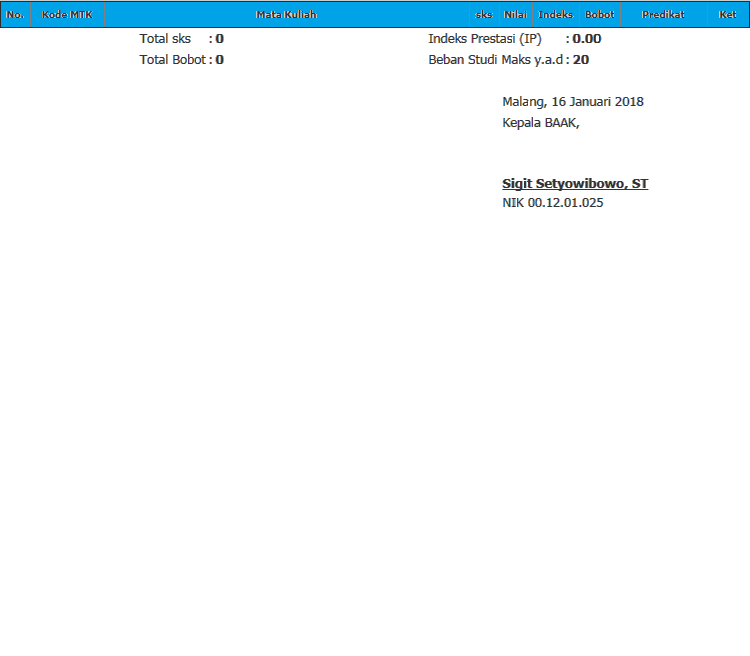 No. Kode MTK Mata Kuliah sks Nilai Indeks Bobot Predikat Ket
Total sks : 0 Indeks Prestasi (IP) : 0.00
Total Bobot : 0 Beban Studi Maks y.a.d : 20
Malang, 16 Januari 2018
Kepala BAAK,
Sigit Setyowibowo, ST
NIK 00.12.01.025